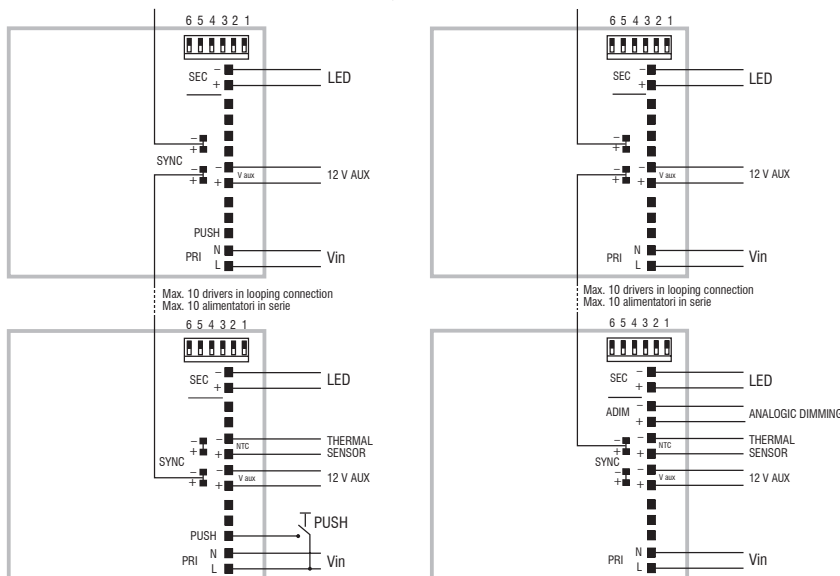 6 5 4 3 2 1
SEC - +
LED
- +
SYNC
- +
- +
V aux
12 V AUX
PUSH
PRI
N
L
Vin
Max. 10 drivers in looping connection
Max. 10 alimentatori in serie
6 5 4 3 2 1
SEC - +
LED
- +
SYNC
- +
- +
NTC
THERMAL
SENSOR
- +
V aux
12 V AUX
PUSH
PUSH
PRI
N
L
Vin
6 5 4 3 2 1
SEC - +
LED
- +
- +
- +
V aux
12 V AUX
PRI
N
L
Vin
Max. 10 drivers in looping connection
Max. 10 alimentatori in serie
6 5 4 3 2 1
SEC - +
LED
ADIM - +
ANALOGIC DIMMING
- +
SYNC
- +
- +
NTC
THERMAL
SENSOR
- +
V aux
12 V AUX
PRI
N
L
Vin